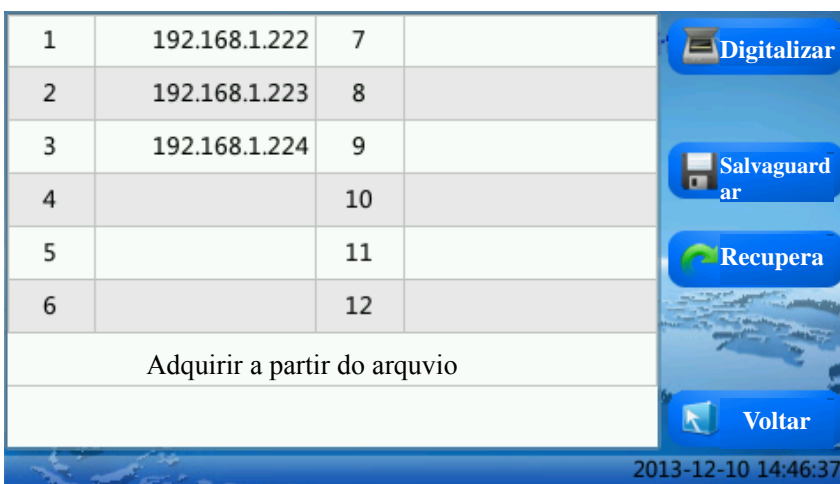 1 192.168.1.222 7
2 192.168.1.223 8
3 192.168.1.224 9
4 10
5 11
6 12
Adquirir a partir do arquvio
Digitalizar
Salvaguard
ar
Recupera
Voltar
2013-12-10 14:46:37